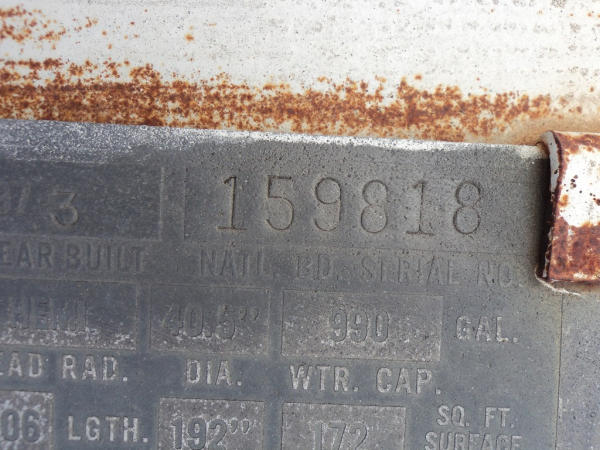 3 159818
EAR BUILT NATL. BD. SERIAL NO.
HEMI 40.5" 990 GAL.
EAD RAD. DIA. WTR. CAP.
06 LGTH. 192 172 SQ. FT.
SURFACE